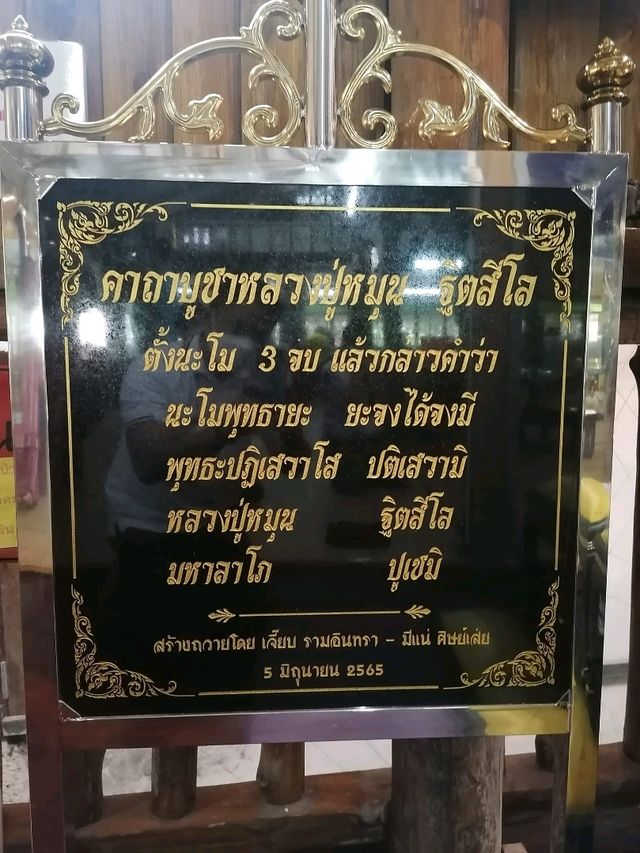 คาถาบูชาหลวงปู่หมุน ฐิตสีโล
ตั้งนะโม 3 จบ แล้วกล่าวคำว่า
นะโมพุทธายะ ยะจงได้จงมี
พุทธะปฏิเสวาโส ปติเสวามิ
หลวงปู่หมุน ฐิตสีโล
มหาลาโภ ปูเชมิ
สร้างถวายโดย เจี๊ยบ รามอินทรา - มีแน่ ศิษย์เสี่ย
5 มิถุนายน 2565